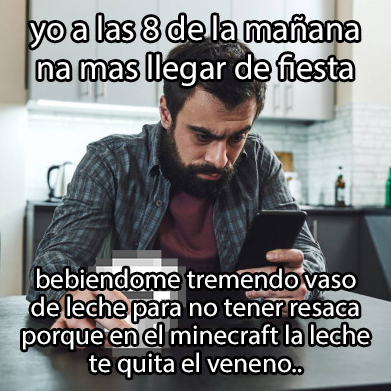 yo a las 8 de la mañana
na mas llegar de fiesta
bebiendome tremendo vaso
de leche para no tener resaca
porque en el minecraft la leche
te quita el veneno..